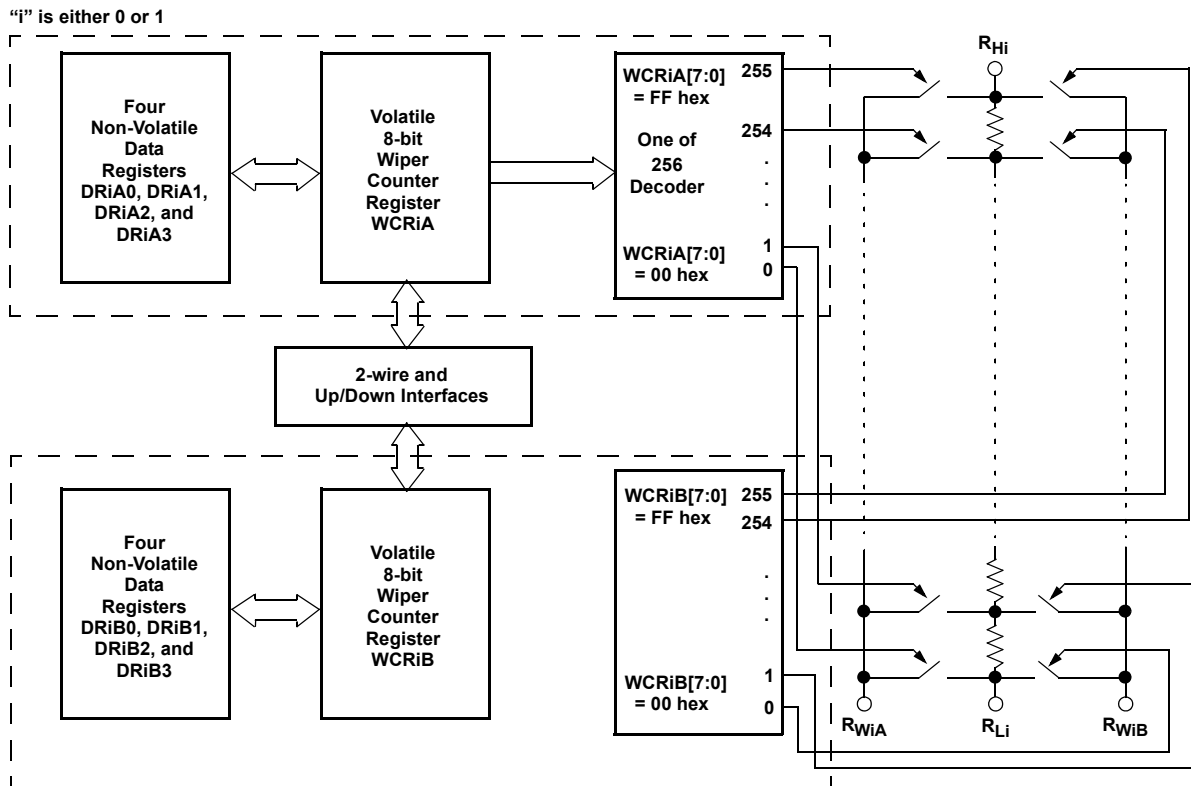 “i” is either 0 or 1
Four
Non-Volatile
Data
Registers
DRiA0, DRiA1,
DRiA2, and
DRiA3
Volatile
8-bit
Wiper
Counter
Register
WCRiA
WCRiA[7:0]
= FF hex
255
254
One of
256
Decoder
.
.
.
WCRiA[7:0]
= 00 hex
1
0
RHi
2-wire and
Up/Down Interfaces
Four
Non-Volatile
Data
Registers
DRiB0, DRiB1,
DRiB2, and
DRiB3
Volatile
8-bit
Wiper
Counter
Register
WCRiB
WCRiB[7:0]
= FF hex
255
254
.
.
.
WCRiB[7:0]
= 00 hex
1
0
RWiA
RLi
RWiB